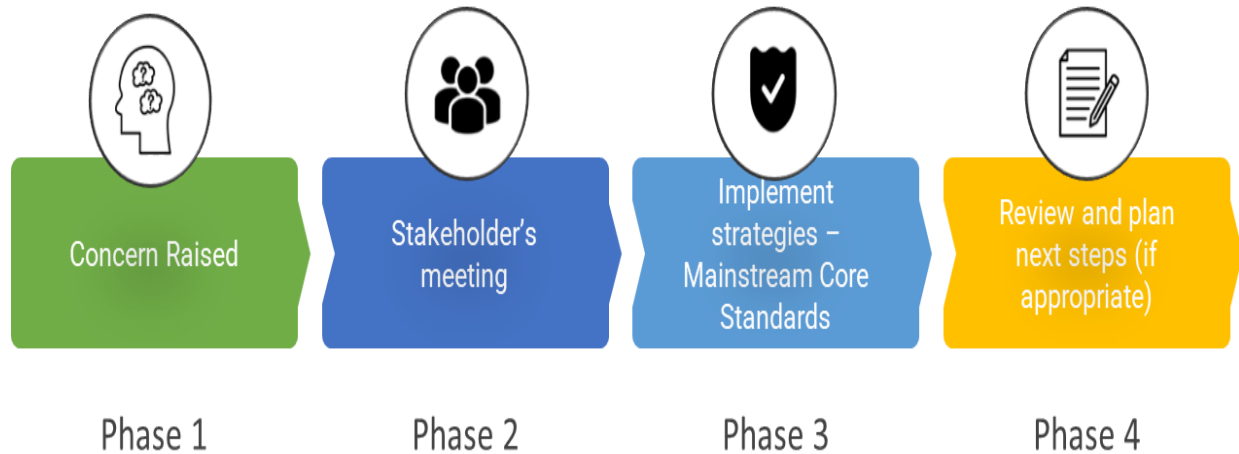 Concern Raised
Stakeholder’s
meeting
Implement
strategies –
Mainstream Core
Standards
Review and plan
next steps (if
appropriate)
Phase 1
Phase 2
Phase 3
Phase 4